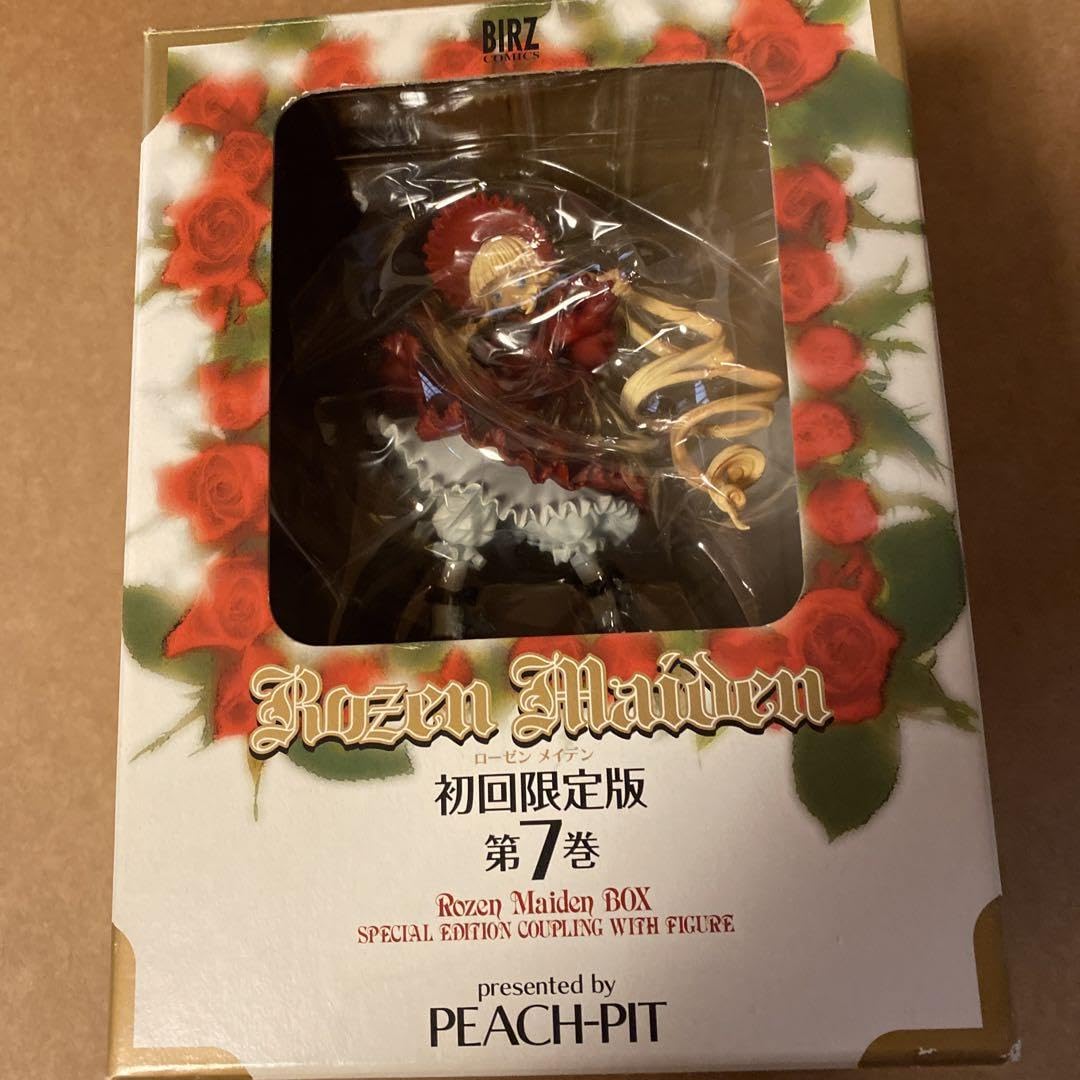 BIRZ
COMICS
Rozen Maiden
ローゼン メイデン
初回限定版
第7巻
Rozen Maiden BOX
SPECIAL EDITION COUPLING WITH FIGURE
presented by
PEACH-PIT